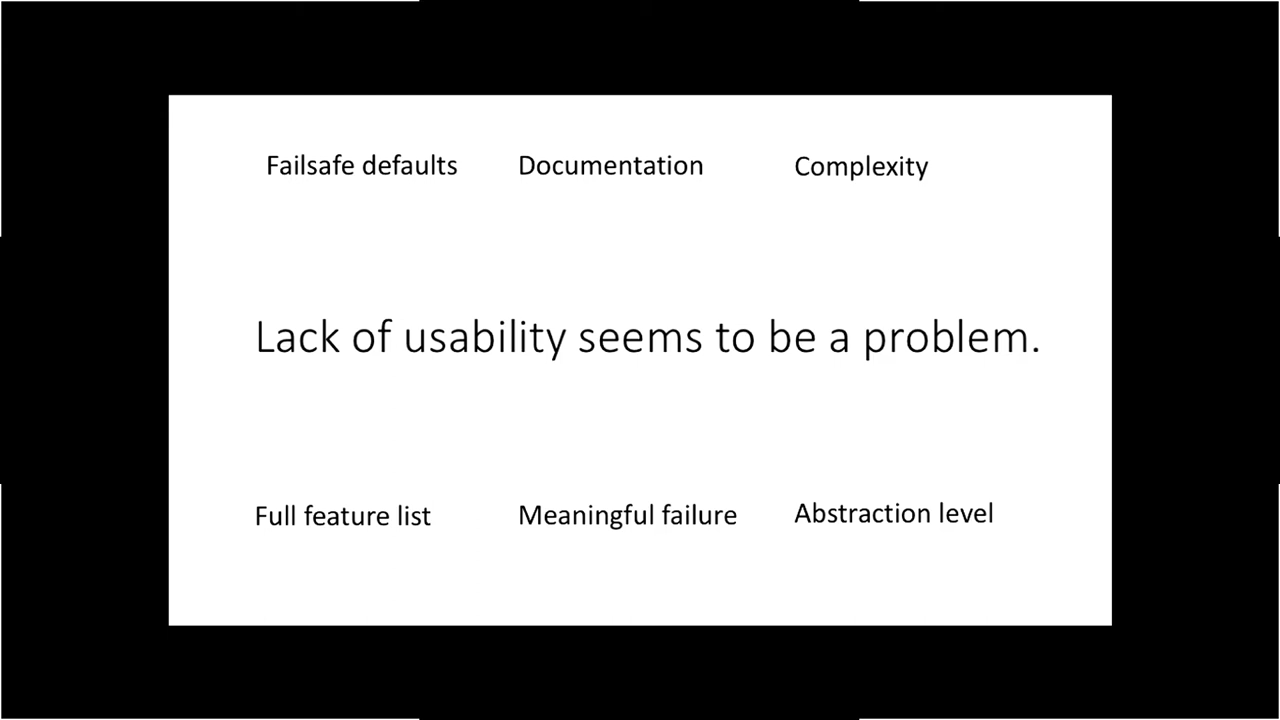 Failsafe defaults Documentation Complexity
Lack of usability seems to be a problem.
Full feature list Meaningful failure Abstraction level